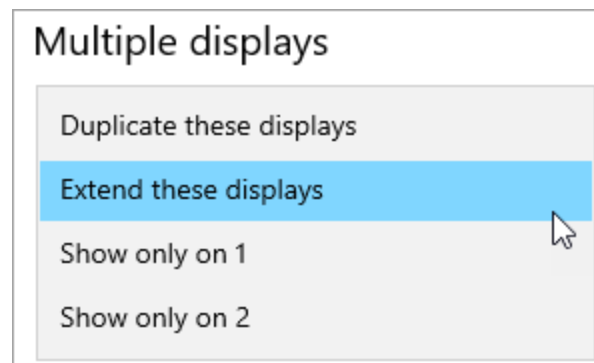 Multiple displays
Duplicate these displays
Extend these displays
Show only on 1
Show only on 2